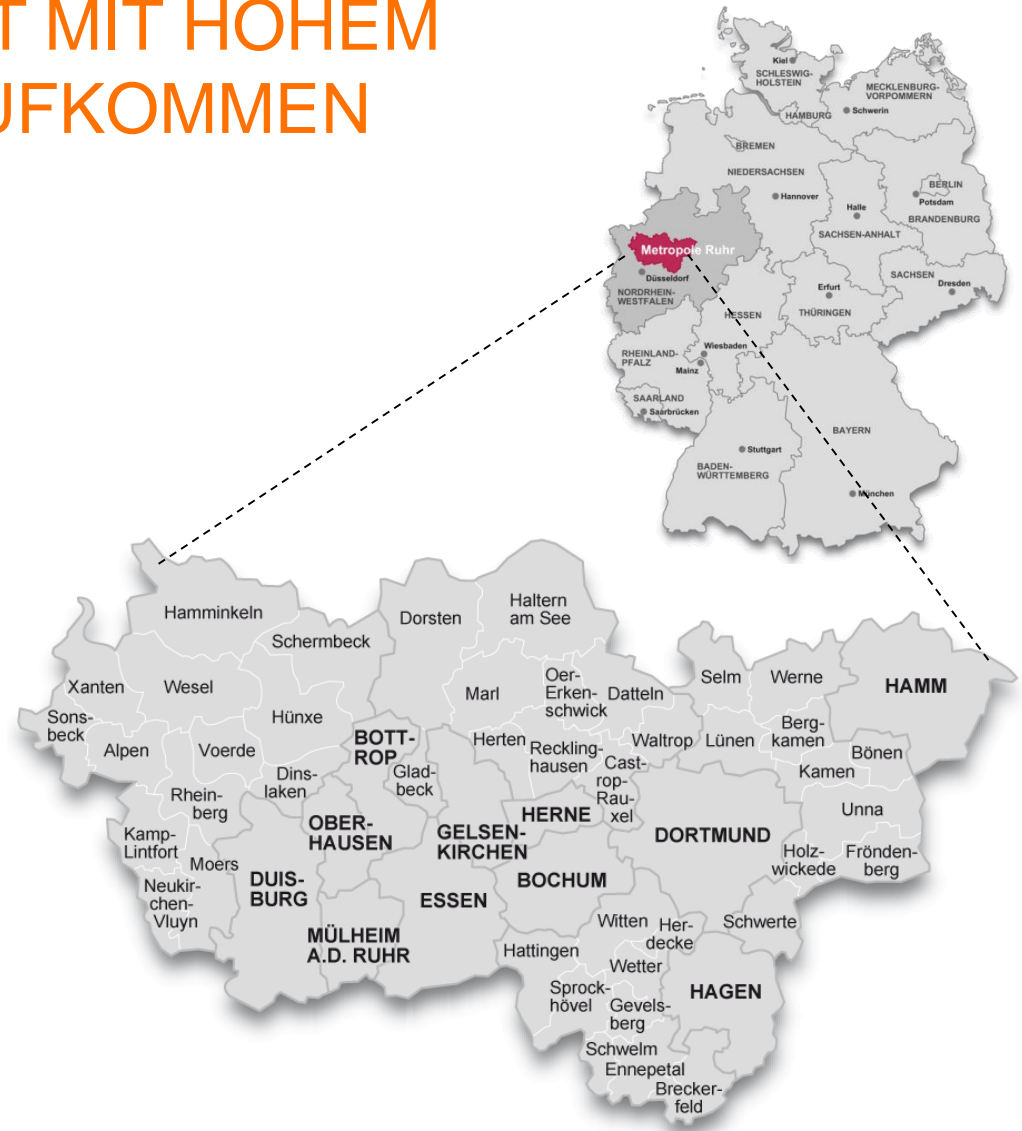 T MIT HOHEM
UFKOMMEN
Kiel
SCHLESWIG-
HOLSTEIN
MECKLENBURG-
VORPOMMERN
Schwerin
HAMBURG
BREMEN
NIEDERSACHSEN
Hannover
BERLIN
Potsdam
BRANDENBURG
Halle
SACHSEN-ANHALT
Metropole Ruhr
Düsseldorf
NORDRHEIN-
WESTFALEN
SACHSEN
Dresden
Erfurt
THÜRINGEN
HESSEN
Wiesbaden
RHEINLAND-
PFALZ
Mainz
SAARLAND
Saarbrücken
BAYERN
Stuttgart
BADEN-
WÜRTTEMBERG
München
Hamminkeln
Schermbeck
Dorsten
Haltern
am See
Xanten
Wesel
Hünxe
Marl
Oer-
Erken-
schwick
Datteln
Selm
Werne
HAMM
Sons-
beck
Alpen
Voerde
BOTT-
ROP
Herten
Reckling-
hausen
Waltrop
Lünen
Berg-
kamen
Bönen
Dins-
laken
Glad-
beck
Cast-
rop-
Rau-
xel
Kamen
Rhein-
berg
Unna
OBER-
HAUSEN
GELSEN-
KIRCHEN
HERNE
DORTMUND
Kamp-
Lintfort
Moers
Holz-
wickede
Frönden-
berg
Neukir-
chen-
Vluyn
DUIS-
BURG
ESSEN
BOCHUM
MÜLHEIM
A.D. RUHR
Witten
Her-
decke
Schwerte
Hattingen
Wetter
Sprock-
hövel
Gevels-
berg
HAGEN
Schwelm
Ennepetal
Brecker-
feld